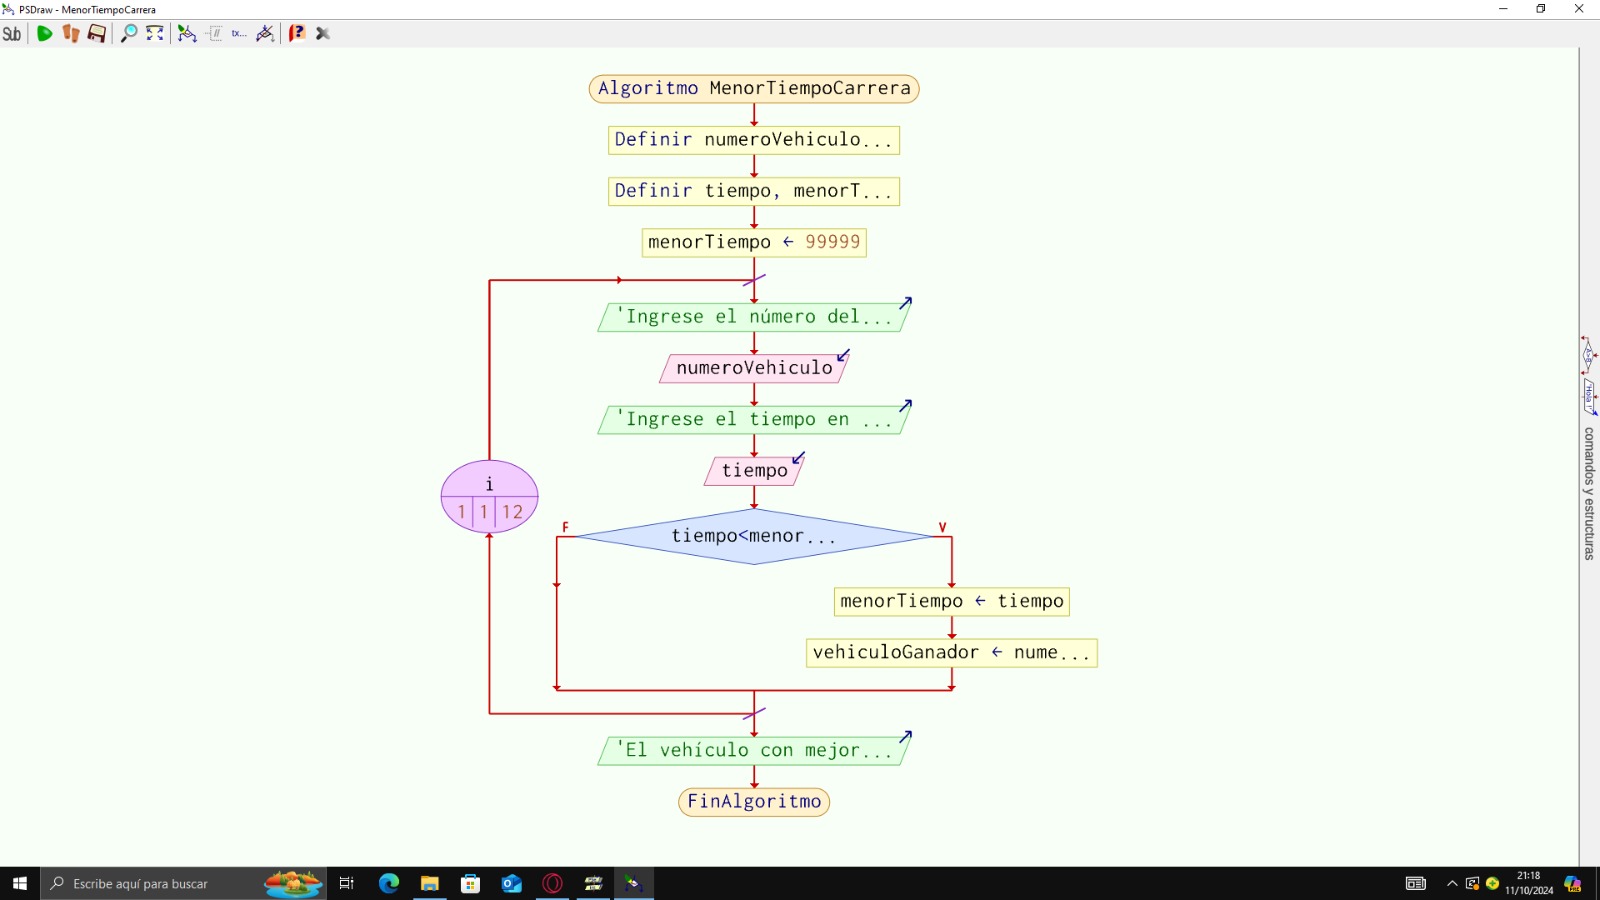 PSDraw - MenorTiempoCarrera
Sub
tx...
Algoritmo MenorTiempoCarrera
Definir numeroVehiculo...
Definir tiempo, menorT...
menorTiempo ← 99999
'Ingrese el número del...
numeroVehiculo
'Ingrese el tiempo en ...
tiempo
i
1 1 12
F
V
tiempo<menor...
menorTiempo ← tiempo
vehiculoGanador ← nume...
'El vehículo con mejor...
FinAlgoritmo
comandos y estructuras
Escribe aquí para buscar
21:18
11/10/2024